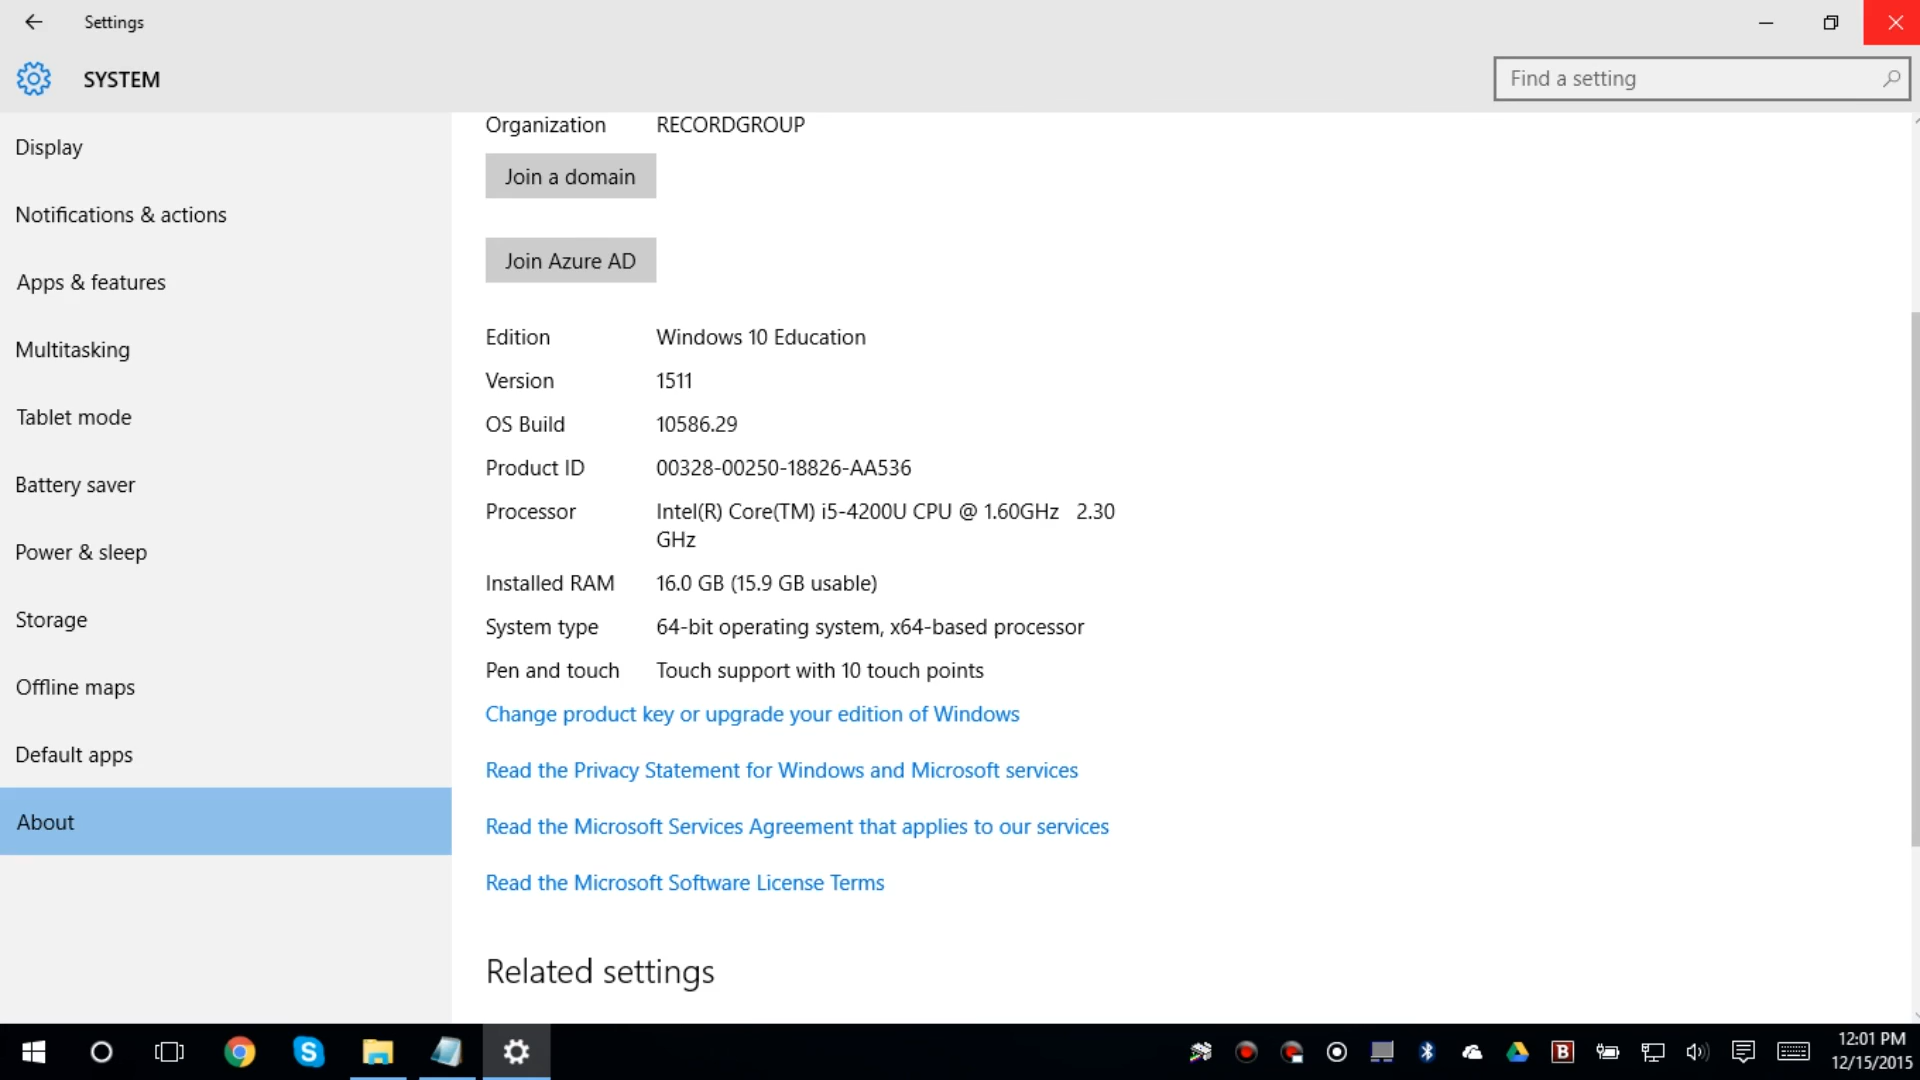 Settings
SYSTEM
Find a setting
Display
Notifications & actions
Apps & features
Multitasking
Tablet mode
Battery saver
Power & sleep
Storage
Offline maps
Default apps
About
Organization RECORDGROUP
Join a domain
Join Azure AD
Edition Windows 10 Education
Version 1511
OS Build 10586.29
Product ID 00328-00250-18826-AA536
Processor Intel(R) Core(TM) i5-4200U CPU @ 1.60GHz 2.30
GHz
Installed RAM 16.0 GB (15.9 GB usable)
System type 64-bit operating system, x64-based processor
Pen and touch Touch support with 10 touch points
Change product key or upgrade your edition of Windows
Read the Privacy Statement for Windows and Microsoft services
Read the Microsoft Services Agreement that applies to our services
Read the Microsoft Software License Terms
Related settings
S
B
12:01 PM
12/15/2015